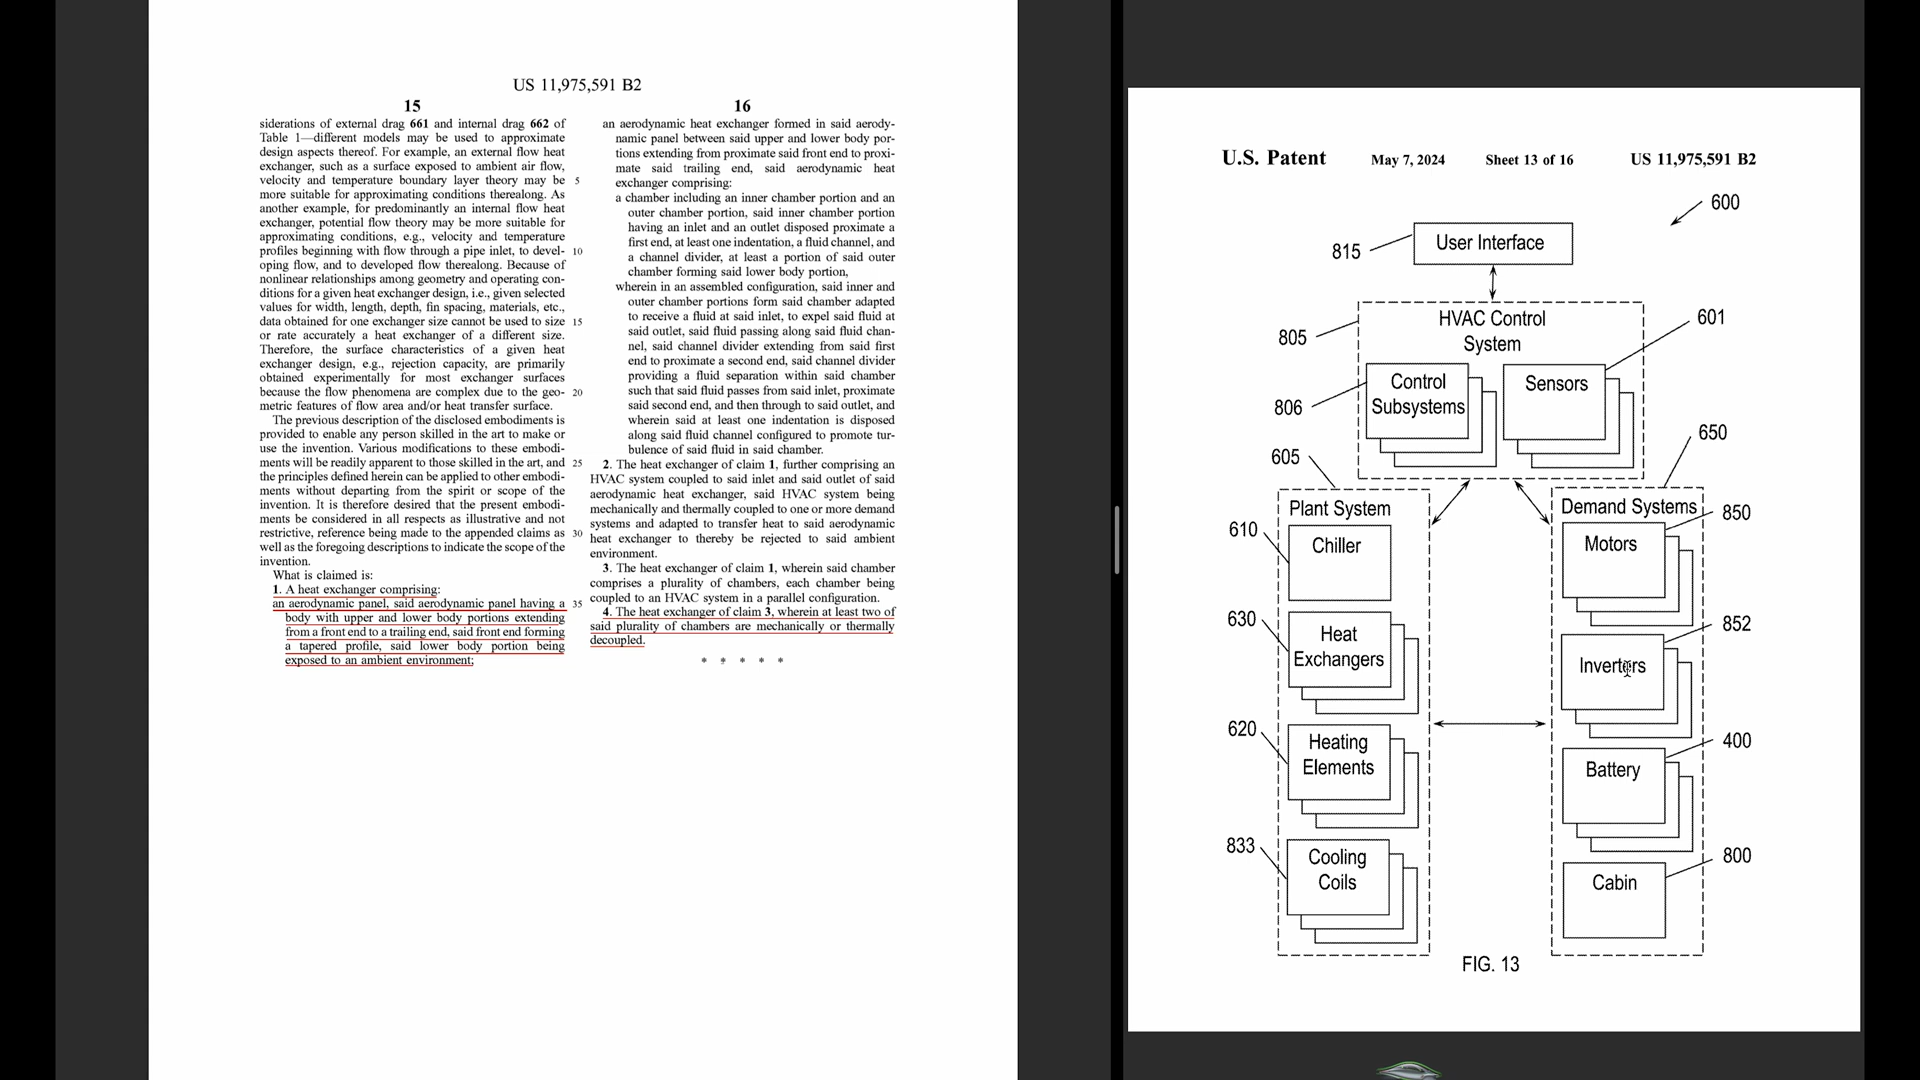 US 11,975,591 B2
15
siderations of external drag 661 and internal drag 662 of
Table 1—different models may be used to approximate
design aspects thereof. For example, an external flow heat
exchanger, such as a surface exposed to ambient air flow,
velocity and temperature boundary layer theory may be 5
more suitable for approximating conditions therealong. As
another example, for predominantly an internal flow heat
exchanger, potential flow theory may be more suitable for
approximating conditions, e.g., velocity and temperature
profiles beginning with flow through a pipe inlet, to devel- 10
oping flow, and to developed flow therealong. Because of
nonlinear relationships among geometry and operating con-
ditions for a given heat exchanger design, i.e., given selected
values for width, length, depth, fin spacing, materials, etc.,
data obtained for one exchanger size cannot be used to size 15
or rate accurately a heat exchanger of a different size.
Therefore, the surface characteristics of a given heat
exchanger design, e.g., rejection capacity, are primarily
obtained experimentally for most exchanger surfaces
because the flow phenomena are complex due to the geo- 20
metric features of flow area and/or heat transfer surface.
The previous description of the disclosed embodiments is
provided to enable any person skilled in the art to make or
use the invention. Various modifications to these embodi-
ments will be readily apparent to those skilled in the art, and 25
the principles defined herein can be applied to other embodi-
ments without departing from the spirit or scope of the
invention. It is therefore desired that the present embodi-
ments be considered in all respects as illustrative and not
restrictive, reference being made to the appended claims as 30
well as the foregoing descriptions to indicate the scope of the
invention.
What is claimed is:
1. A heat exchanger comprising:
an aerodynamic panel, said aerodynamic panel having a 35
body with upper and lower body portions extending
from a front end to a trailing end, said front end forming
a tapered profile, said lower body portion being
exposed to an ambient environment;
16
an aerodynamic heat exchanger formed in said aerody-
namic panel between said upper and lower body por-
tions extending from proximate said front end to proxi-
mate said trailing end, said aerodynamic heat
exchanger comprising:
a chamber including an inner chamber portion and an
outer chamber portion, said inner chamber portion
having an inlet and an outlet disposed proximate a
first end, at least one indentation, a fluid channel, and
a channel divider, at least a portion of said outer
chamber forming said lower body portion,
wherein in an assembled configuration, said inner and
outer chamber portions form said chamber adapted
to receive a fluid at said inlet, to expel said fluid at
said outlet, said fluid passing along said fluid chan-
nel, said channel divider extending from said first
end to proximate a second end, said channel divider
providing a fluid separation within said chamber
such that said fluid passes from said inlet, proximate
said second end, and then through to said outlet, and
wherein said at least one indentation is disposed
along said fluid channel configured to promote tur-
bulence of said fluid in said chamber.
2. The heat exchanger of claim 1, further comprising an
HVAC system coupled to said inlet and said outlet of said
aerodynamic heat exchanger, said HVAC system being
mechanically and thermally coupled to one or more demand
systems and adapted to transfer heat to said aerodynamic
heat exchanger to thereby be rejected to said ambient
environment.
3. The heat exchanger of claim 1, wherein said chamber
comprises a plurality of chambers, each chamber being
coupled to an HVAC system in a parallel configuration.
4. The heat exchanger of claim 3, wherein at least two of
said plurality of chambers are mechanically or thermally
decoupled.
* * * * *
U.S. Patent May 7, 2024 Sheet 13 of 16 US 11,975,591 B2
600
815
User Interface
805
HVAC Control
System
601
806
Control
Subsystems
Sensors
605
650
Plant System
Demand Systems
610
Chiller
Motors
850
630
Heat
Exchangers
Inverters
852
620
Heating
Elements
Battery
400
833
Cooling
Coils
Cabin
800
FIG. 13